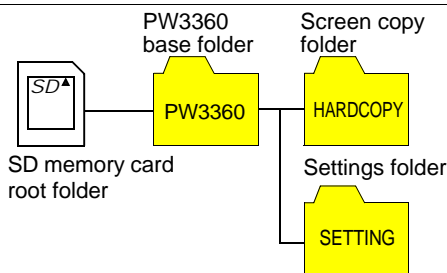 PW3360
base folder
Screen copy
folder
SD
PW3360
HARDCOPY
SD memory card
root folder
Settings folder
SETTING